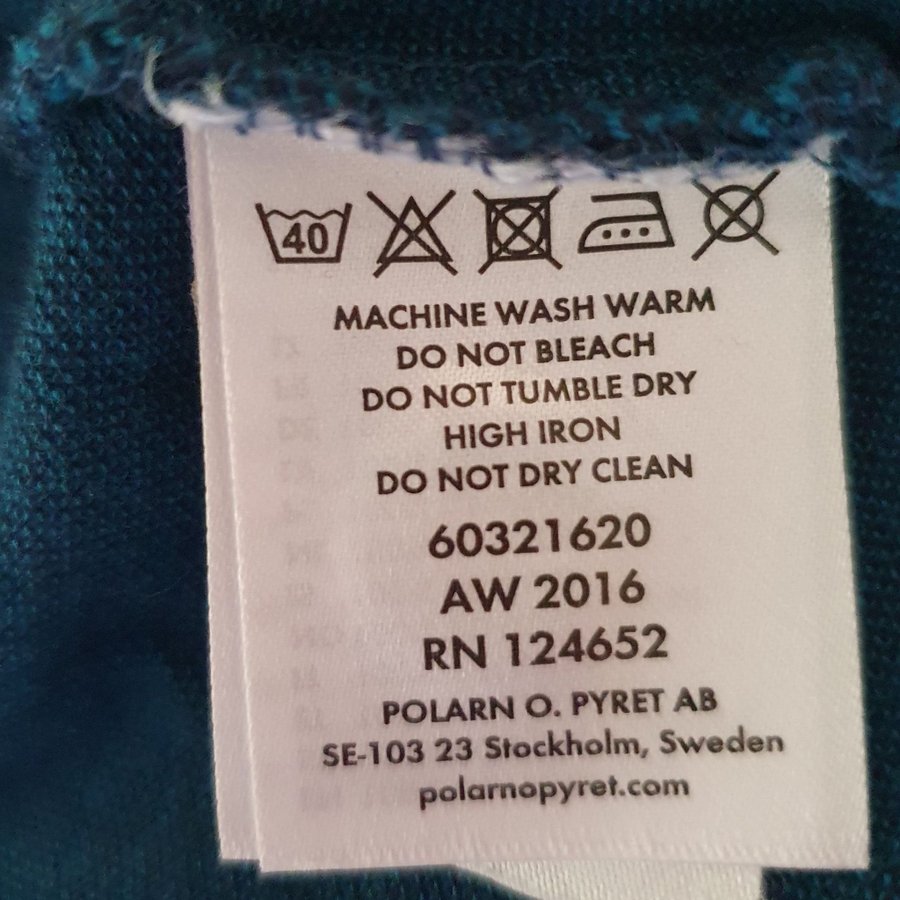 40
MACHINE WASH WARM
DO NOT BLEACH
DO NOT TUMBLE DRY
HIGH IRON
DO NOT DRY CLEAN
60321620
AW 2016
RN 124652
POLARN O. PYRET AB
SE-103 23 Stockholm, Sweden
polarnopyret.com